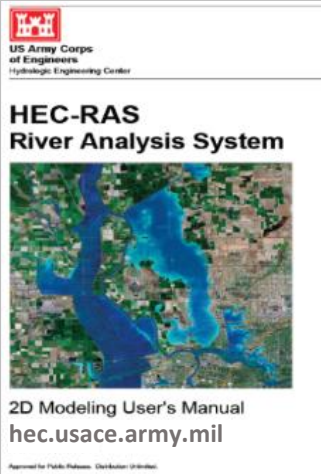 US Army Corps
of Engineers
Hydrologic Engineering Center
HEC-RAS
River Analysis System
2D Modeling User's Manual
hec.usace.army.mil
Approved for Public Release. Distribution Unlimited.